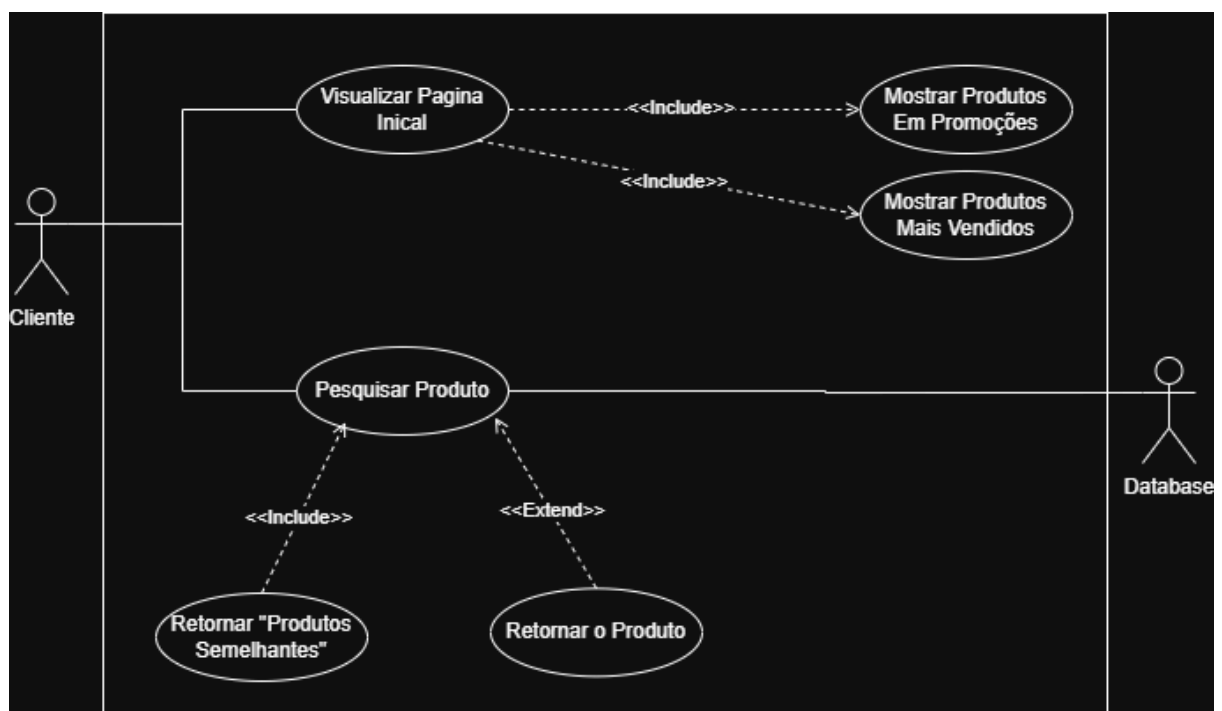 Visualizar Pagina
Inical
<<Include>>
Mostrar Produtos
Em Promoções
<<Include>>
Mostrar Produtos
Mais Vendidos
Cliente
Pesquisar Produto
Database
<<Include>>
<<Extend>>
Retornar "Produtos
Semelhantes"
Retornar o Produto